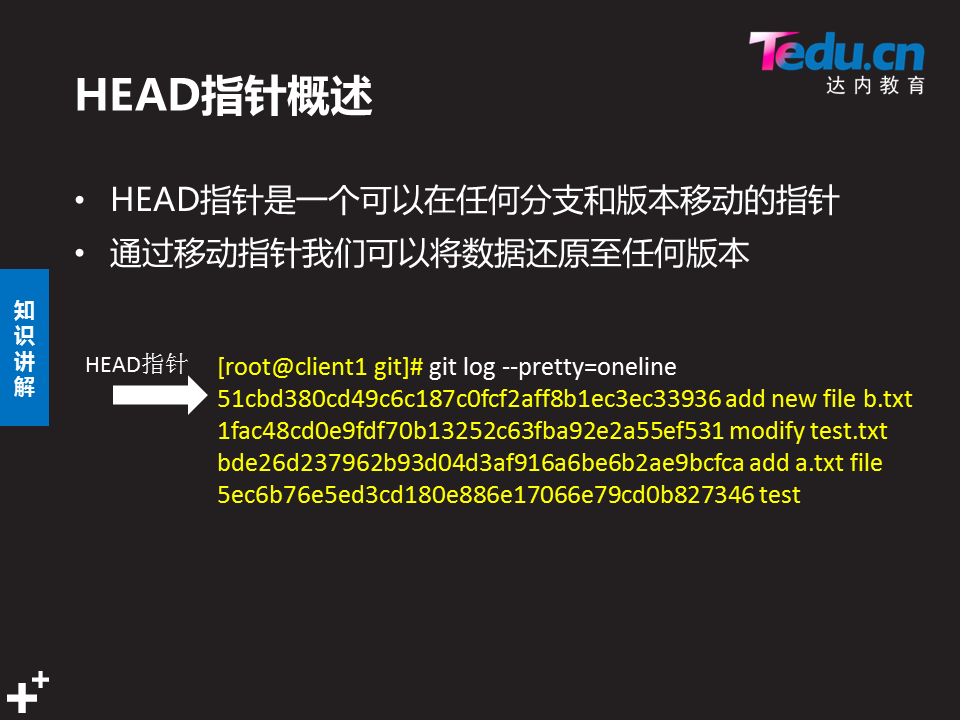 Tedu.cn
达内教育
HEAD指针概述
• HEAD指针是一个可以在任何分支和版本移动的指针
• 通过移动指针我们可以将数据还原至任何版本
知
识
讲
解
HEAD指针
[root@client1 git]# git log --pretty=oneline
51cbd380cd49c6c187c0fcf2aff8b1ec3ec33936 add new file b.txt
1fac48cd0e9fdf70b13252c63fba92e2a55ef531 modify test.txt
bde26d237962b93d04d3af916a6be6b2ae9bcfca add a.txt file
5ec6b76e5ed3cd180e886e17066e79cd0b827346 test